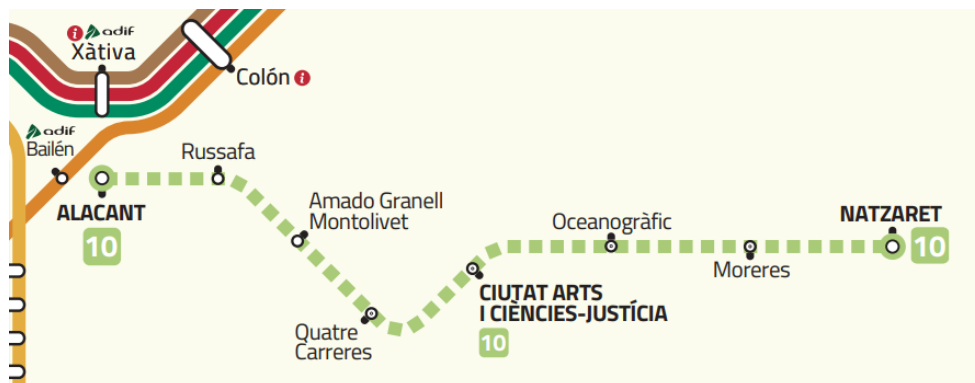 i adif
Xàtiva
Colón i
adif
Bailén
Russafa
ALACANT
10
Amado Granell
Montolivet
Quatre
Carreres
CIUTAT ARTS
I CIÈNCIES-JUSTÍCIA
10
Oceanogràfic
Moreres
NATZARET
10